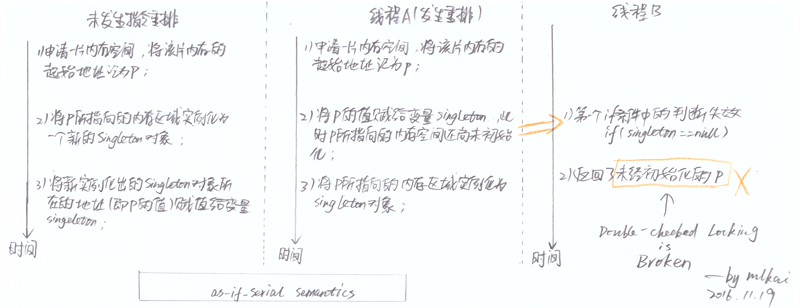 未发生指令重排
1)申请一片内存空间,将该片内存的
起始地址记为P;
2)将P所指向的内存区域实例化为
一个新的Singleton对象;
3)将新实例化出的Singleton对象所
在的地址(即P的值)赋值给变量
singeleton;
时间
线程A(发生重排)
1)申请一片内存空间,将该片内存的
起始地址记为P;
2)将P的值赋给变量singleton,此
时P所指向的内存空间还尚未初始
化;
3)将P所指向的内存区域实例化为
singleton对象;
时间
as-if-serial semantics
线程B
1)第一个if条件中的判断失效
if(singleton==null)
2)返回了未经初始化的P
Double-checked Locking
is
Broken
—by mlkai
2016.11.19
时间